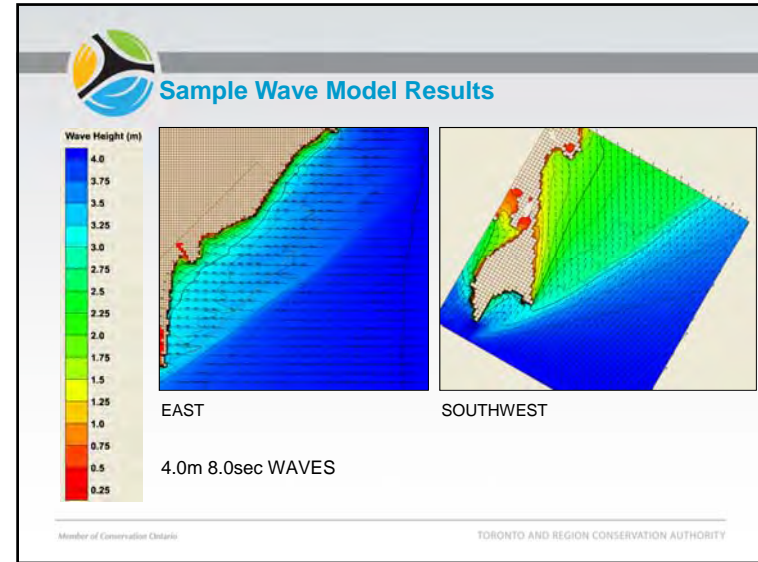 Sample Wave Model Results
Wave Height (m)
4.0
3.75
3.5
3.25
3.0
2.75
2.5
2.25
2.0
1.75
1.5
1.25
1.0
0.75
0.5
0.25
EAST
SOUTHWEST
4.0m 8.0sec WAVES
Member of Conservation Ontario
TORONTO AND REGION CONSERVATION AUTHORITY